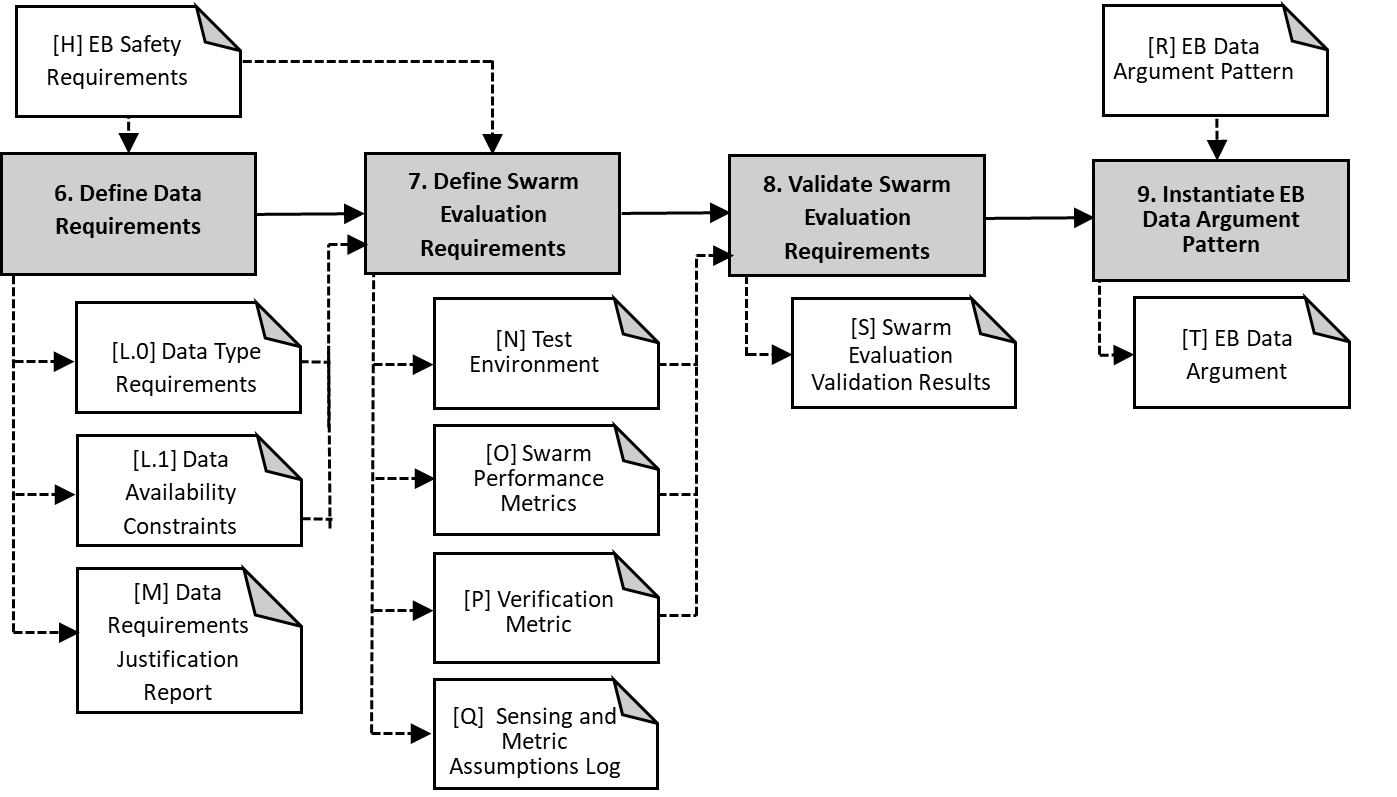 [H] EB Safety
Requirements
[R] EB Data
Argument Pattern
6. Define Data
Requirements
7. Define Swarm
Evaluation
Requirements
8. Validate Swarm
Evaluation
Requirements
9. Instantiate EB
Data Argument
Pattern
[L.0] Data Type
Requirements
[L.1] Data
Availability
Constraints
[M] Data
Requirements
Justification
Report
[N] Test
Environment
[O] Swarm
Performance
Metrics
[P] Verification
Metric
[Q] Sensing and
Metric
Assumptions Log
[S] Swarm
Evaluation
Validation Results
[T] EB Data
Argument